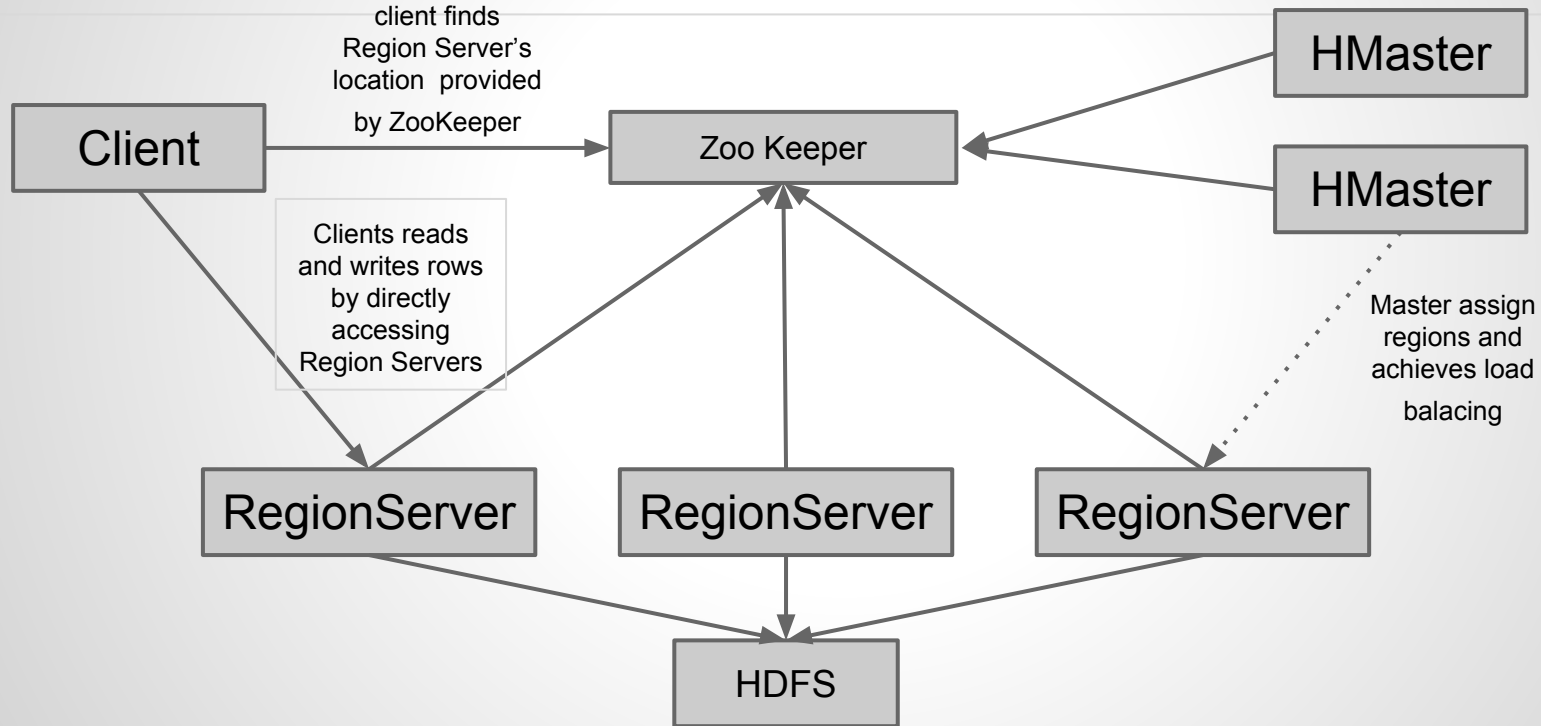 client finds
Region Server's
location provided
by ZooKeeper
HMaster
Client
Zoo Keeper
HMaster
Clients reads
and writes rows
by directly
accessing
Region Servers
Master assign
regions and
achieves load
balacing
RegionServer
RegionServer
RegionServer
HDFS